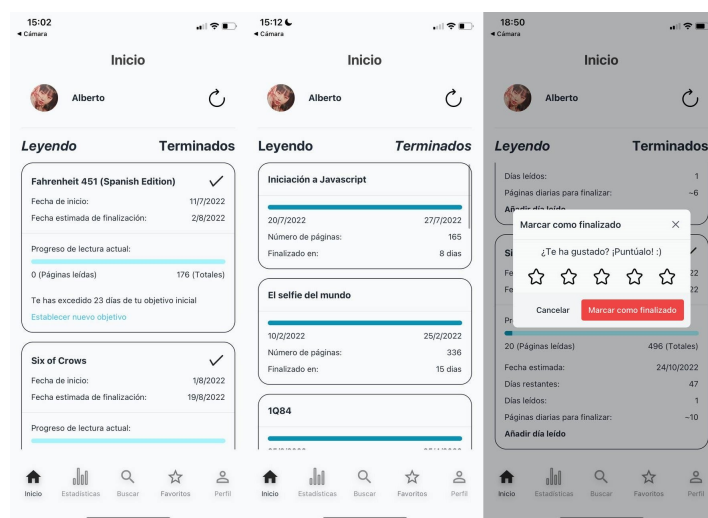 15:02
◄ Cámara
Inicio
Alberto
Leyendo Terminados
Fahrenheit 451 (Spanish Edition)
Fecha de inicio: 11/7/2022
Fecha estimada de finalización: 2/8/2022
Progreso de lectura actual:
0 (Páginas leídas) 176 (Totales)
Te has excedido 23 días de tu objetivo inicial
Establecer nuevo objetivo
Six of Crows
Fecha de inicio: 1/8/2022
Fecha estimada de finalización: 19/8/2022
Progreso de lectura actual:
Inicio Estadísticas Buscar Favoritos Perfil
15:12
◄ Cámara
Inicio
Alberto
Leyendo Terminados
Iniciación a Javascript
20/7/2022 27/7/2022
Número de páginas: 165
Finalizado en: 8 dias
El selfie del mundo
10/2/2022 25/2/2022
Número de páginas: 336
Finalizado en: 15 dias
1Q84
Inicio Estadísticas Buscar Favoritos Perfil
18:50
◄ Cámara
Inicio
Alberto
Leyendo Terminados
Días leídos: 1
Páginas diarias para finalizar: ~6
Añadir día leído
Marcar como finalizado
¿Te ha gustado? ¡Puntúalo! :)
Cancelar Marcar como finalizado
20 (Páginas leídas) 496 (Totales)
Fecha estimada: 24/10/2022
Días restantes: 47
Días leídos: 1
Páginas diarias para finalizar: ~10
Añadir día leído
Inicio Estadísticas Buscar Favoritos Perfil